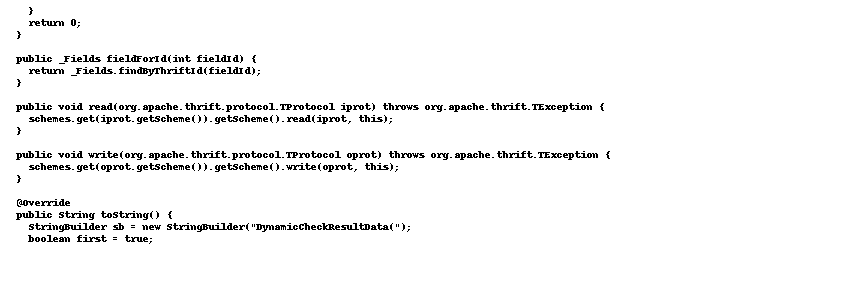 }
  return 0;
}

public _Fields fieldForId(int fieldId) {
  return _Fields.findByThriftId(fieldId);
}

public void read(org.apache.thrift.protocol.TProtocol iprot) throws org.apache.thrift.TException {
  schemes.get(iprot.getScheme()).getScheme().read(iprot, this);
}

public void write(org.apache.thrift.protocol.TProtocol oprot) throws org.apache.thrift.TException {
  schemes.get(oprot.getScheme()).getScheme().write(oprot, this);
}

@Override
public String toString() {
  StringBuilder sb = new StringBuilder("DynamicCheckResultData(");
  boolean first = true;